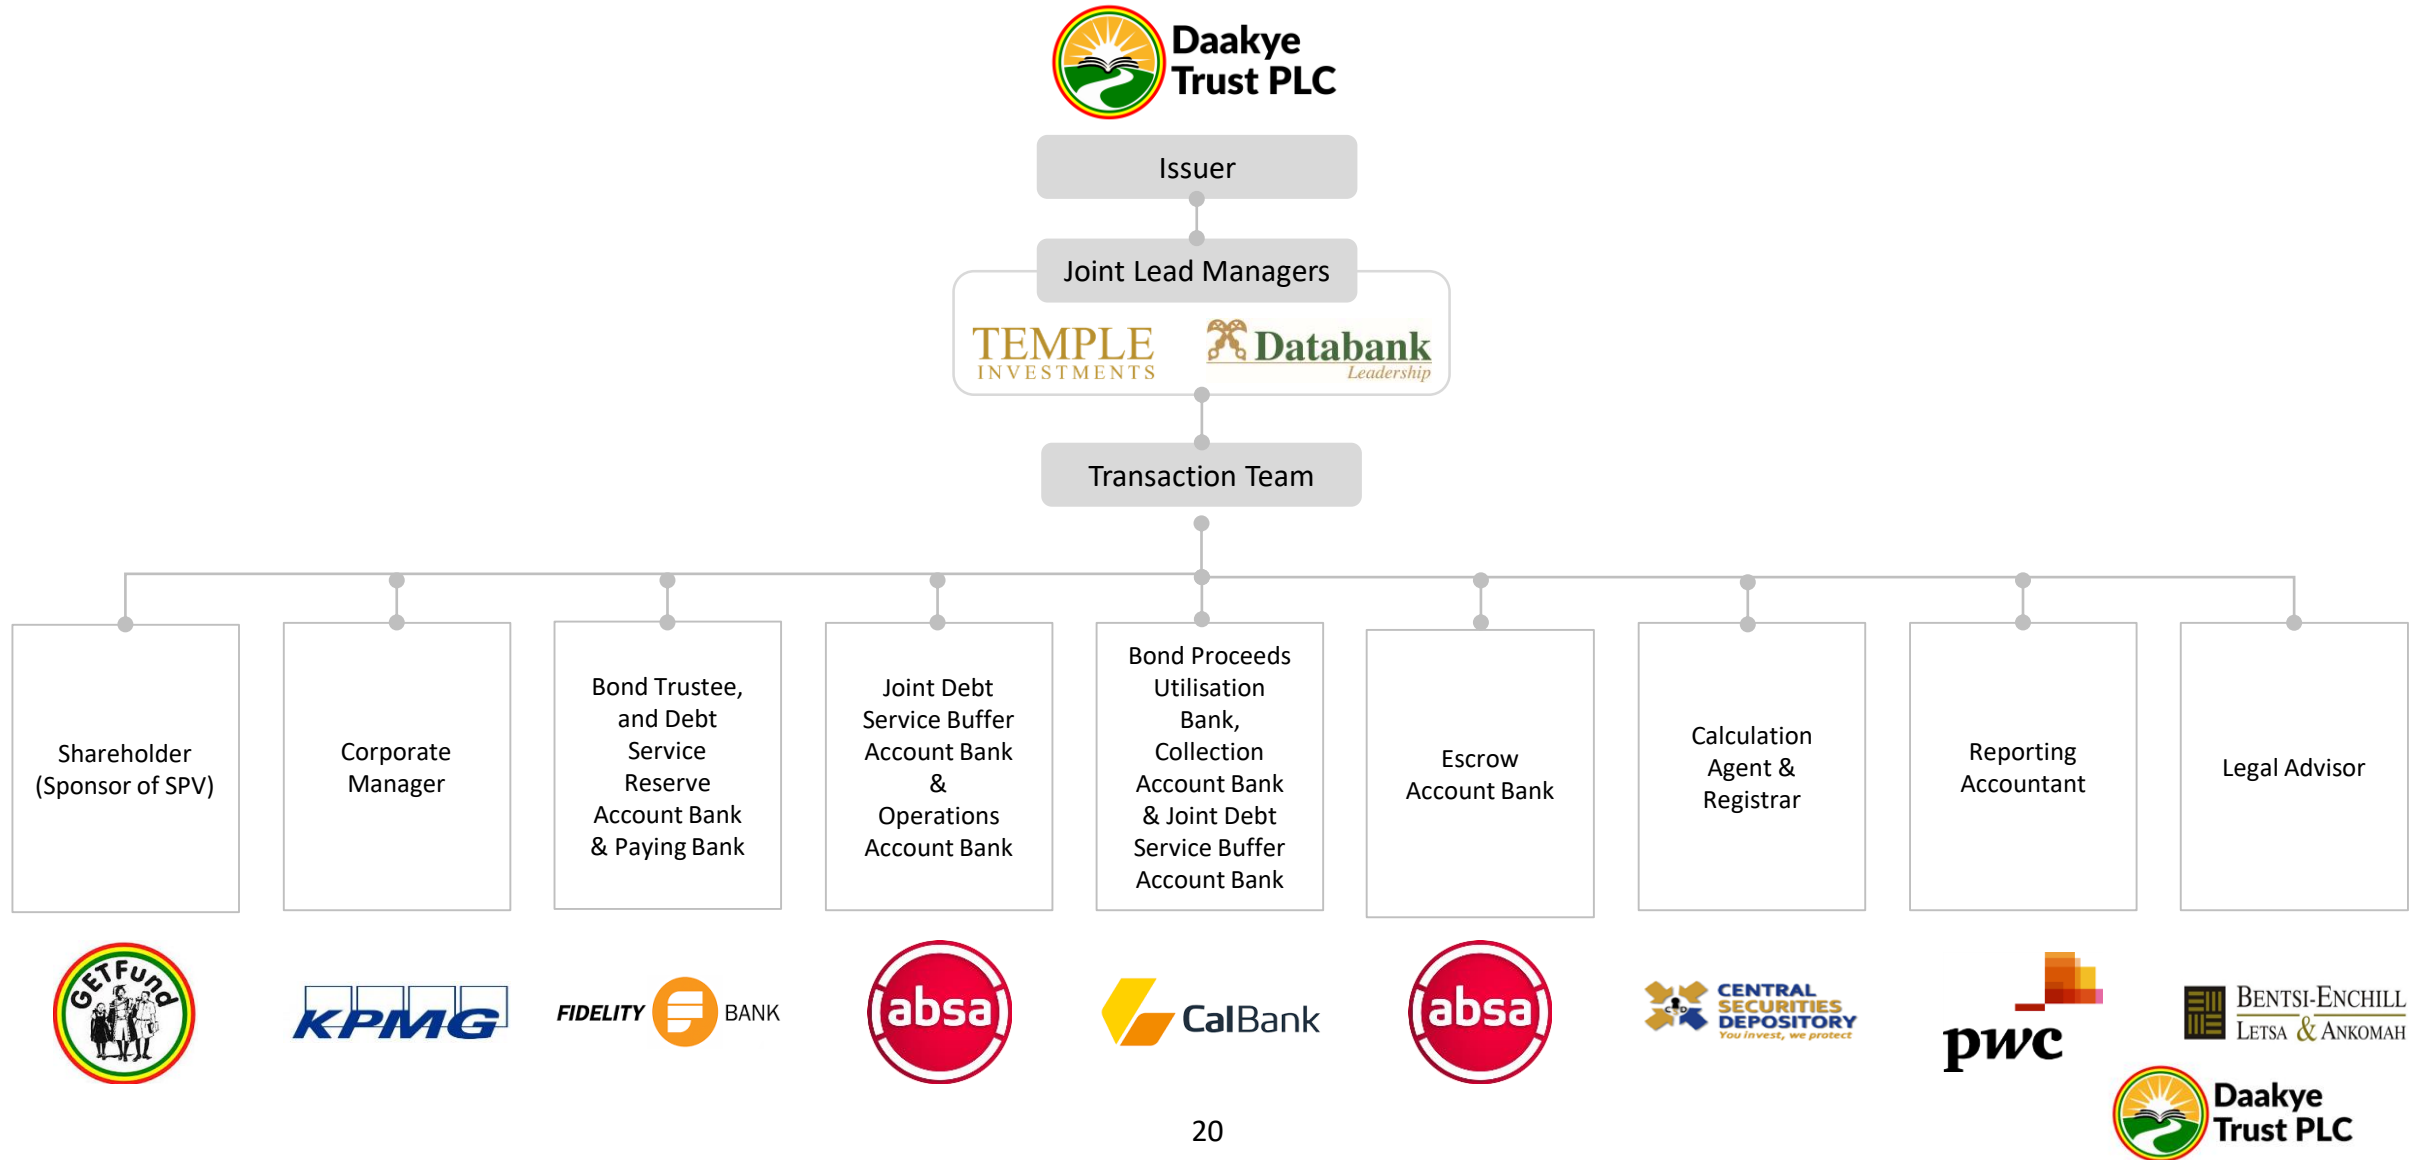 Daakye
Trust PLC
Issuer
Joint Lead Managers
TEMPLE
INVESTMENTS
Databank
Leadership
Transaction Team
Shareholder
(Sponsor of SPV)
Corporate
Manager
Bond Trustee,
and Debt
Service
Reserve
Account Bank
& Paying Bank
Joint Debt
Service Buffer
Account Bank
&
Operations
Account Bank
Bond Proceeds
Utilisation
Bank,
Collection
Account Bank
& Joint Debt
Service Buffer
Account Bank
Escrow
Account Bank
Calculation
Agent &
Registrar
Reporting
Accountant
Legal Advisor
GETFund
KPMG
FIDELITY BANK
absa
CalBank
absa
CSD
CENTRAL
SECURITIES
DEPOSITORY
You invest, we protect
pwc
BENTSI-ENCHILL
LETSA & ANKOMAH
20
Daakye
Trust PLC